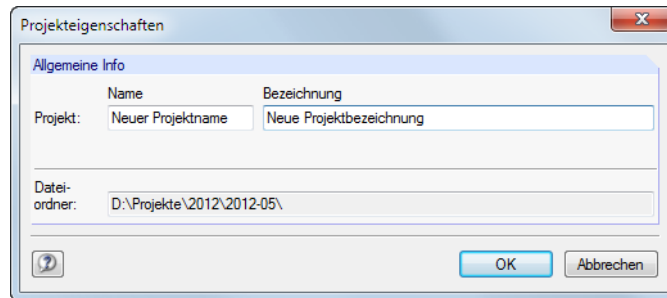 Projekteigenschaften
Allgemeine Info
Name Bezeichnung
Projekt: Neuer Projektname Neue Projektbezeichnung
Datei-
ordner: D:\Projekte\2012\2012-05\
OK Abbrechen